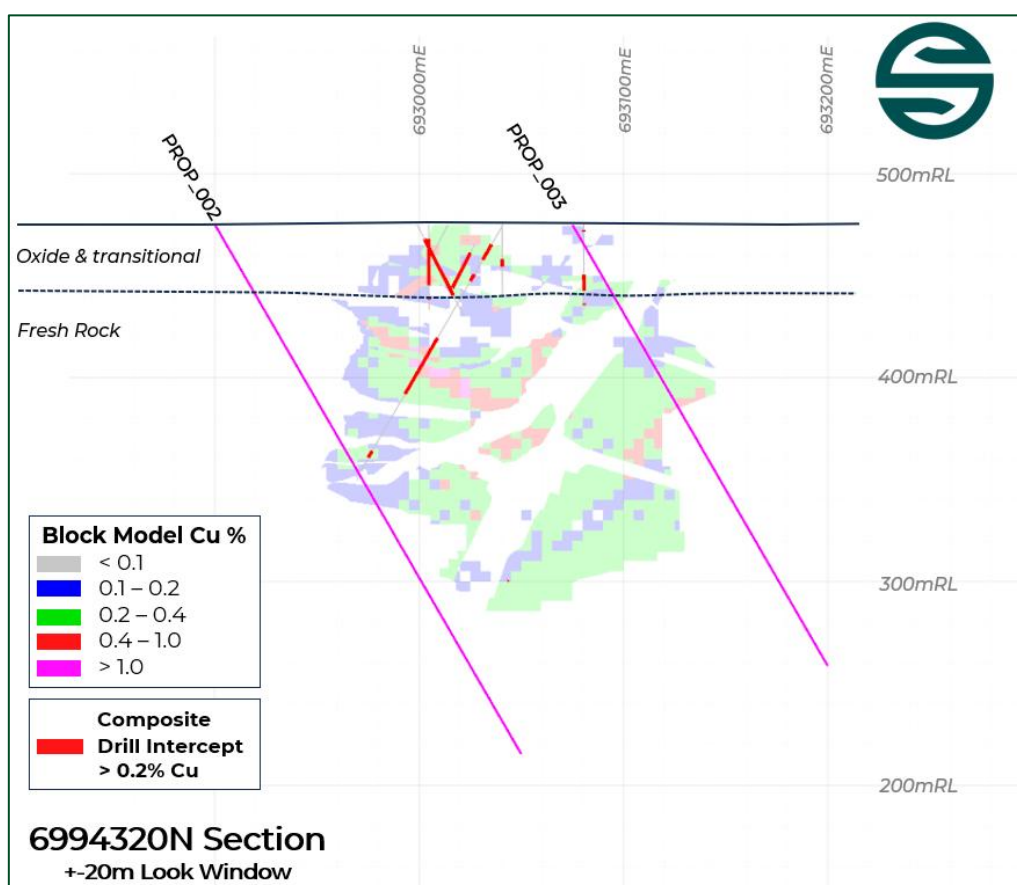 693000mE
693100mE
693200mE
PROP_002
PROP_003
500mRL
Oxide & transitional
Fresh Rock
400mRL
Block Model Cu %
< 0.1
0.1 – 0.2
0.2 – 0.4
0.4 – 1.0
> 1.0
300mRL
Composite
Drill Intercept
> 0.2% Cu
200mRL
6994320N Section
+-20m Look Window